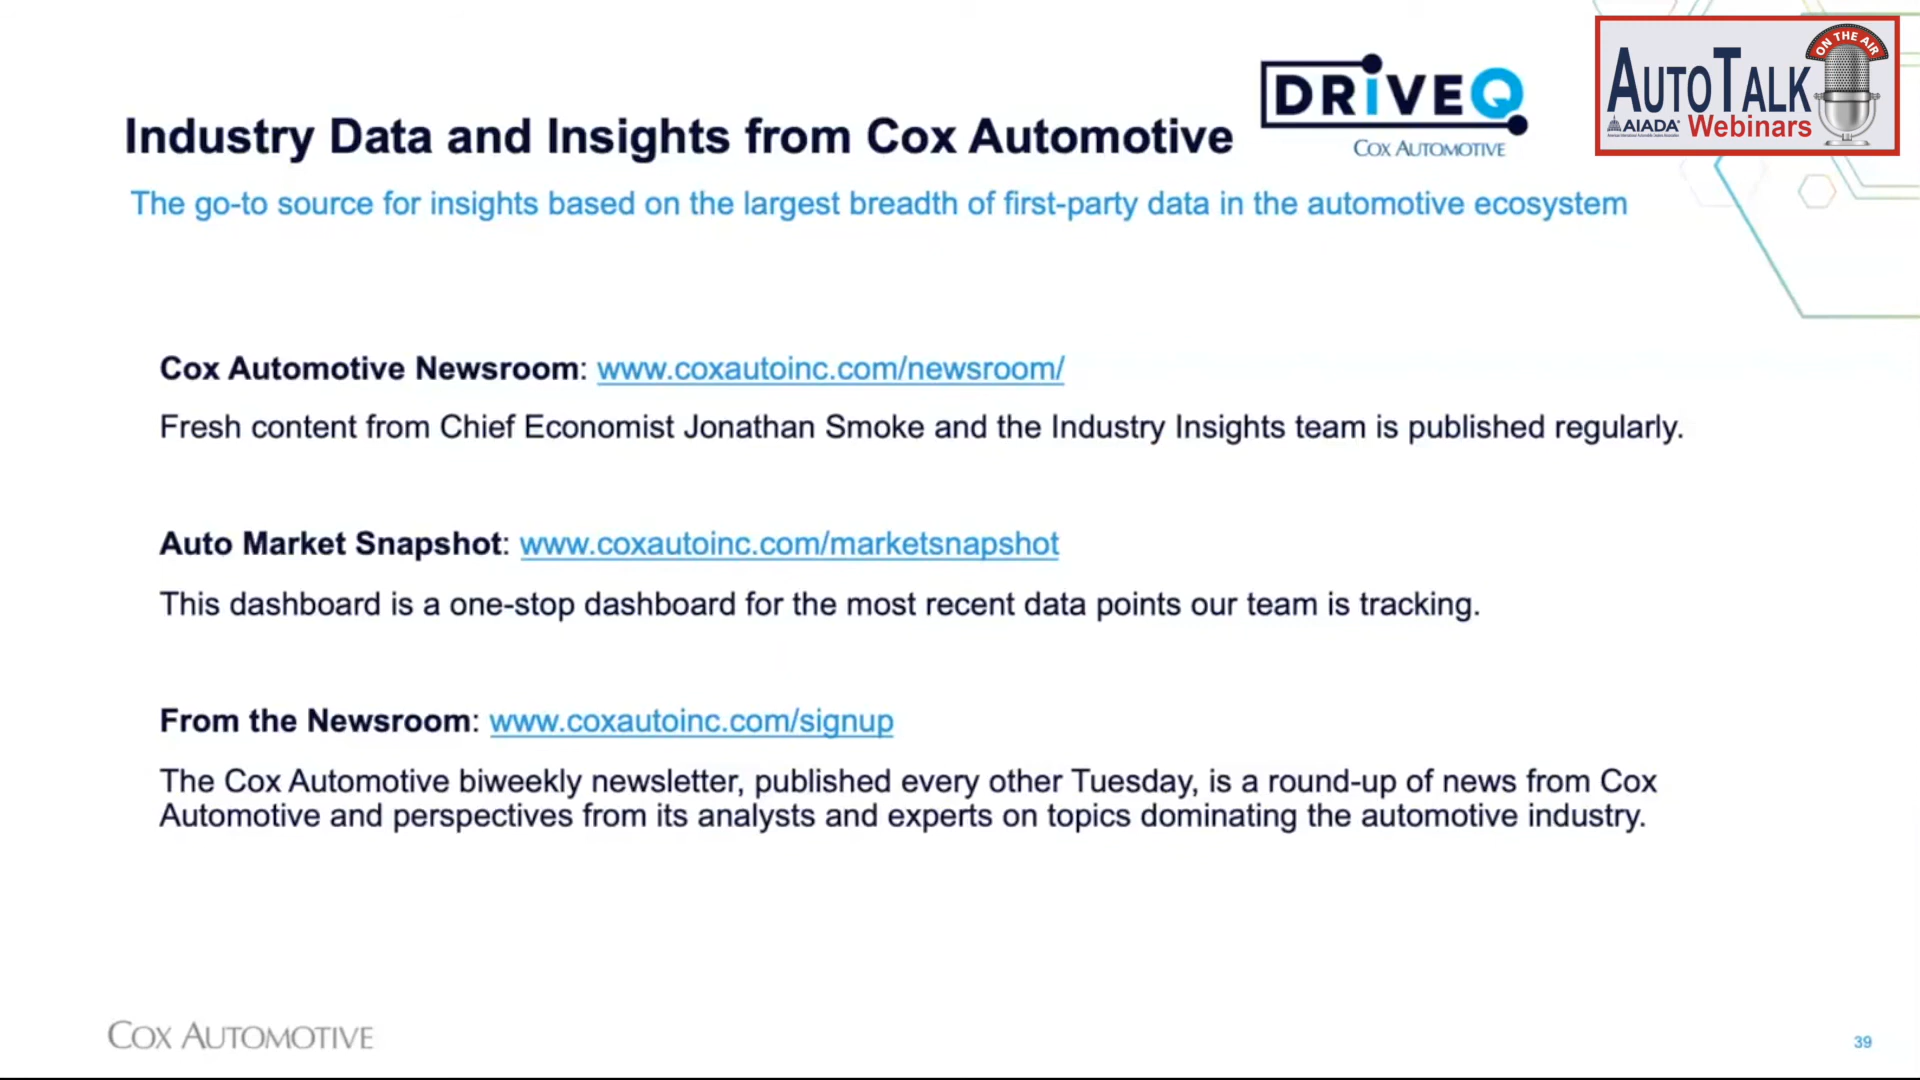 Industry Data and Insights from Cox Automotive
DRiVEQ
COX AUTOMOTIVE
ON THE AIR
AUTOTALK
AIADA
Webinars
The go-to source for insights based on the largest breadth of first-party data in the automotive ecosystem
Cox Automotive Newsroom: www.coxautoinc.com/newsroom/
Fresh content from Chief Economist Jonathan Smoke and the Industry Insights team is published regularly.
Auto Market Snapshot: www.coxautoinc.com/marketsnapshot
This dashboard is a one-stop dashboard for the most recent data points our team is tracking.
From the Newsroom: www.coxautoinc.com/signup
The Cox Automotive biweekly newsletter, published every other Tuesday, is a round-up of news from Cox
Automotive and perspectives from its analysts and experts on topics dominating the automotive industry.
COX AUTOMOTIVE
39